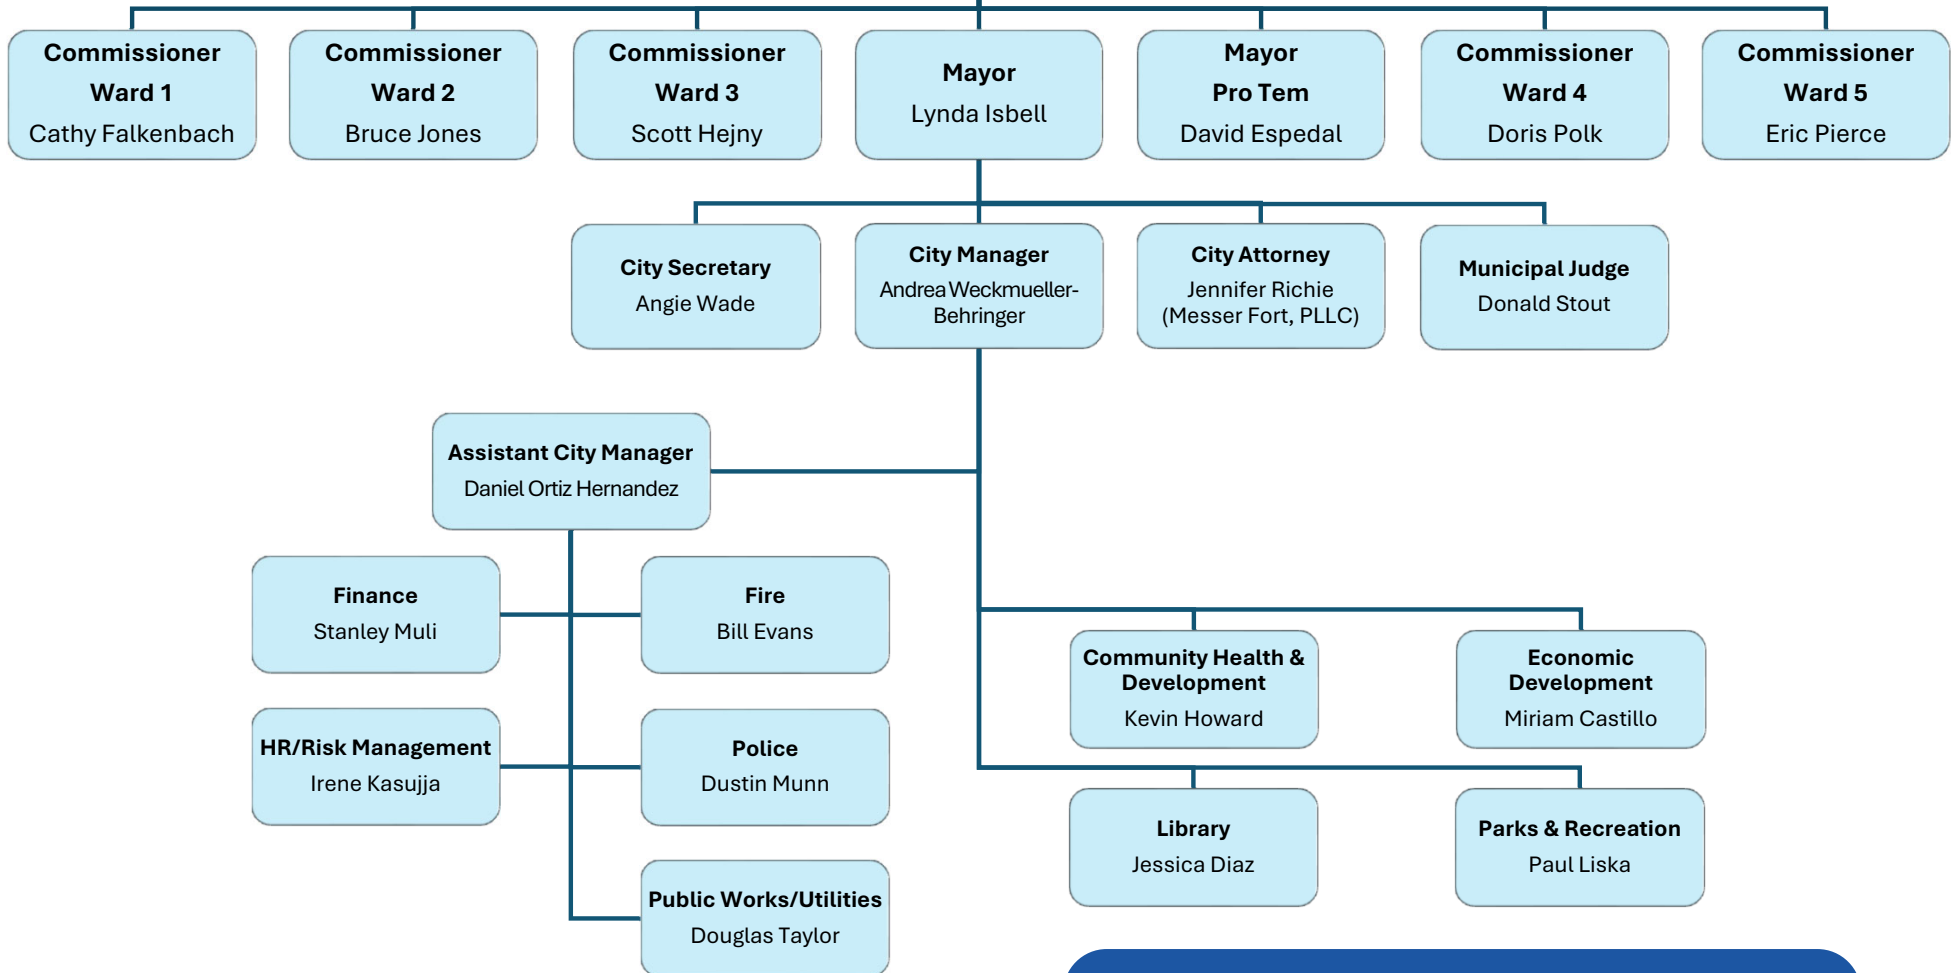 Commissioner
Ward 1
Cathy Falkenbach
Commissioner
Ward 2
Bruce Jones
Commissioner
Ward 3
Scott Hejny
Mayor
Lynda Isbell
Mayor
Pro Tem
David Espedal
Commissioner
Ward 4
Doris Polk
Commissioner
Ward 5
Eric Pierce
City Secretary
Angie Wade
City Manager
Andrea Weckmueller-
Behringer
City Attorney
Jennifer Richie
(Messer Fort, PLLC)
Municipal Judge
Donald Stout
Assistant City Manager
Daniel Ortiz Hernandez
Finance
Stanley Muli
Fire
Bill Evans
HR/Risk Management
Irene Kasujja
Police
Dustin Munn
Public Works/Utilities
Douglas Taylor
Community Health &
Development
Kevin Howard
Economic
Development
Miriam Castillo
Library
Jessica Diaz
Parks & Recreation
Paul Liska